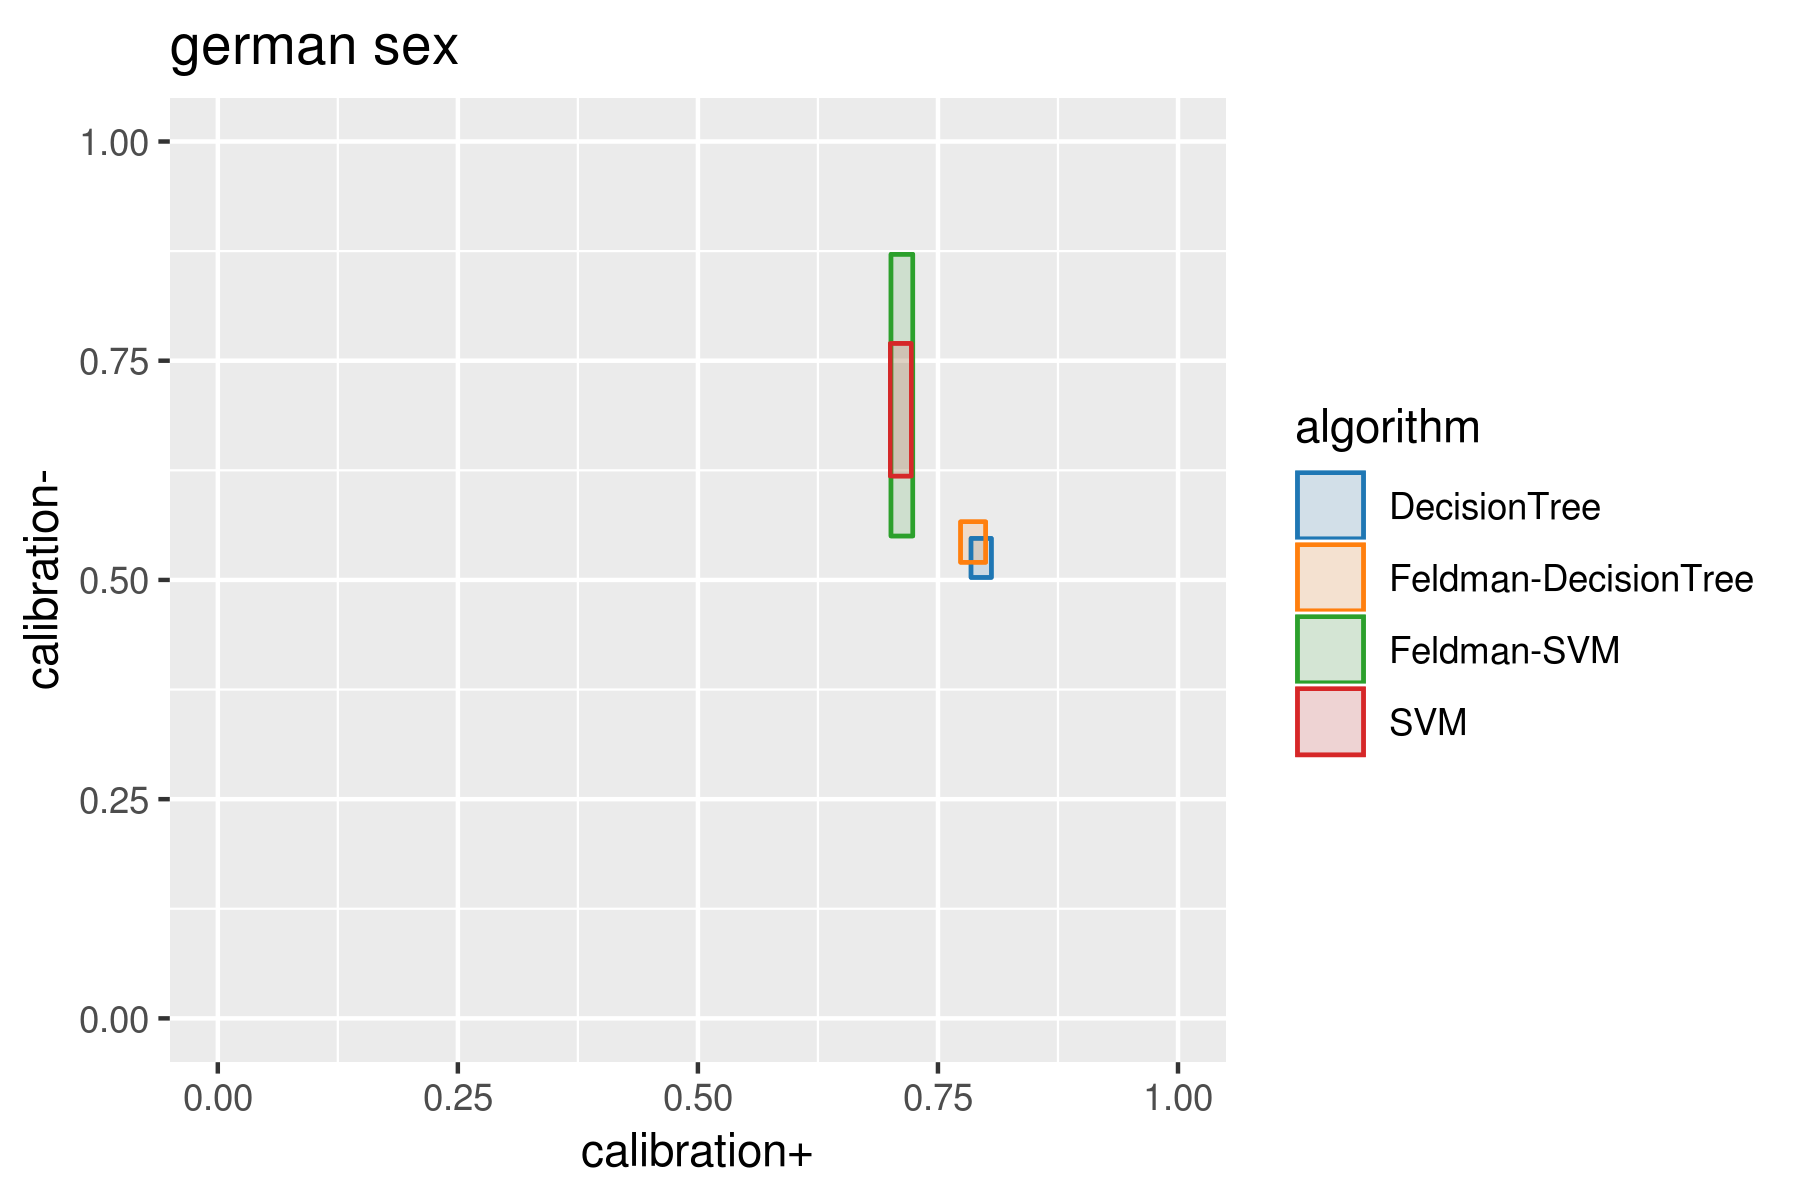 german sex
1.00
0.75
0.50
0.25
0.00
calibration-
0.00 0.25 0.50 0.75 1.00
calibration+
algorithm
DecisionTree
Feldman-DecisionTree
Feldman-SVM
SVM